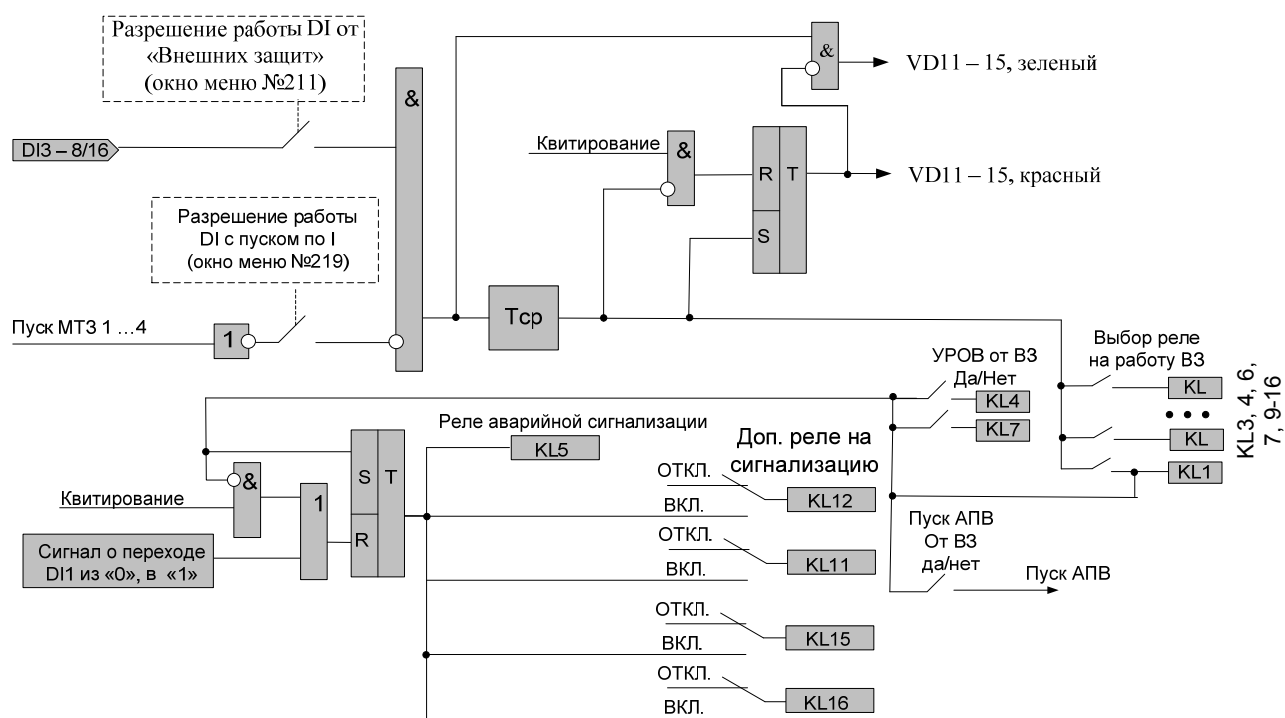 Разрешение работы DI от
«Внешних защит»
(окно меню №211)
&
&
VD11 – 15, зеленый
DI3 – 8/16
Квитирование
&
R
T
S
VD11 – 15, красный
Разрешение работы
DI с пуском по I
(окно меню №219)
Пуск МТЗ 1 …4
1
Тср
УРОВ от ВЗ
Да/Нет
KL4
KL7
Выбор реле
на работу ВЗ
KL
• • •
KL
KL1
KL3, 4, 6,
7, 9-16
Реле аварийной сигнализации
KL5
Доп. реле на
сигнализацию
S
T
R
&
1
Квитирование
Сигнал о переходе
DI1 из «0», в «1»
ОТКЛ.
ВКЛ.
KL12
ОТКЛ.
ВКЛ.
KL11
ОТКЛ.
ВКЛ.
KL15
ОТКЛ.
ВКЛ.
KL16
Пуск АПВ
От ВЗ
да/нет
Пуск АПВ